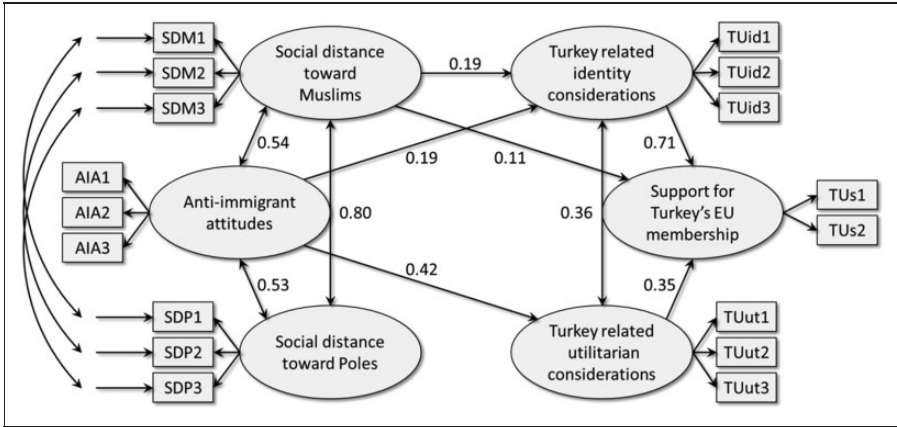 SDM1
SDM2
SDM3
Social distance
toward
Muslims
0.19
Turkey related
identity
considerations
TUid1
TUid2
TUid3
0.54
0.19
0.11
0.71
AIA1
AIA2
AIA3
Anti-immigrant
attitudes
0.80
0.36
Support for
Turkey's EU
membership
TUs1
TUs2
0.53
0.42
0.35
SDP1
SDP2
SDP3
Social distance
toward Poles
Turkey related
utilitarian
considerations
TUut1
TUut2
TUut3